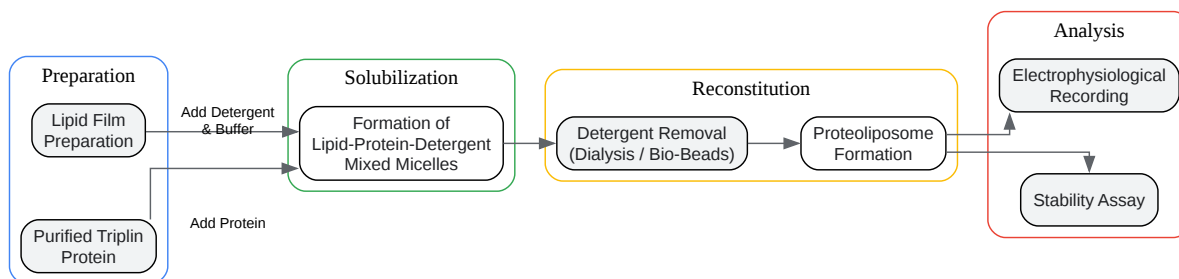 Preparation
Lipid Film
Preparation
Purified Triplin
Protein
Add Detergent
& Buffer
Add Protein
Solubilization
Formation of
Lipid-Protein-Detergent
Mixed Micelles
Reconstitution
Detergent Removal
(Dialysis / Bio-Beads)
Proteoliposome
Formation
Analysis
Electrophysiological
Recording
Stability Assay